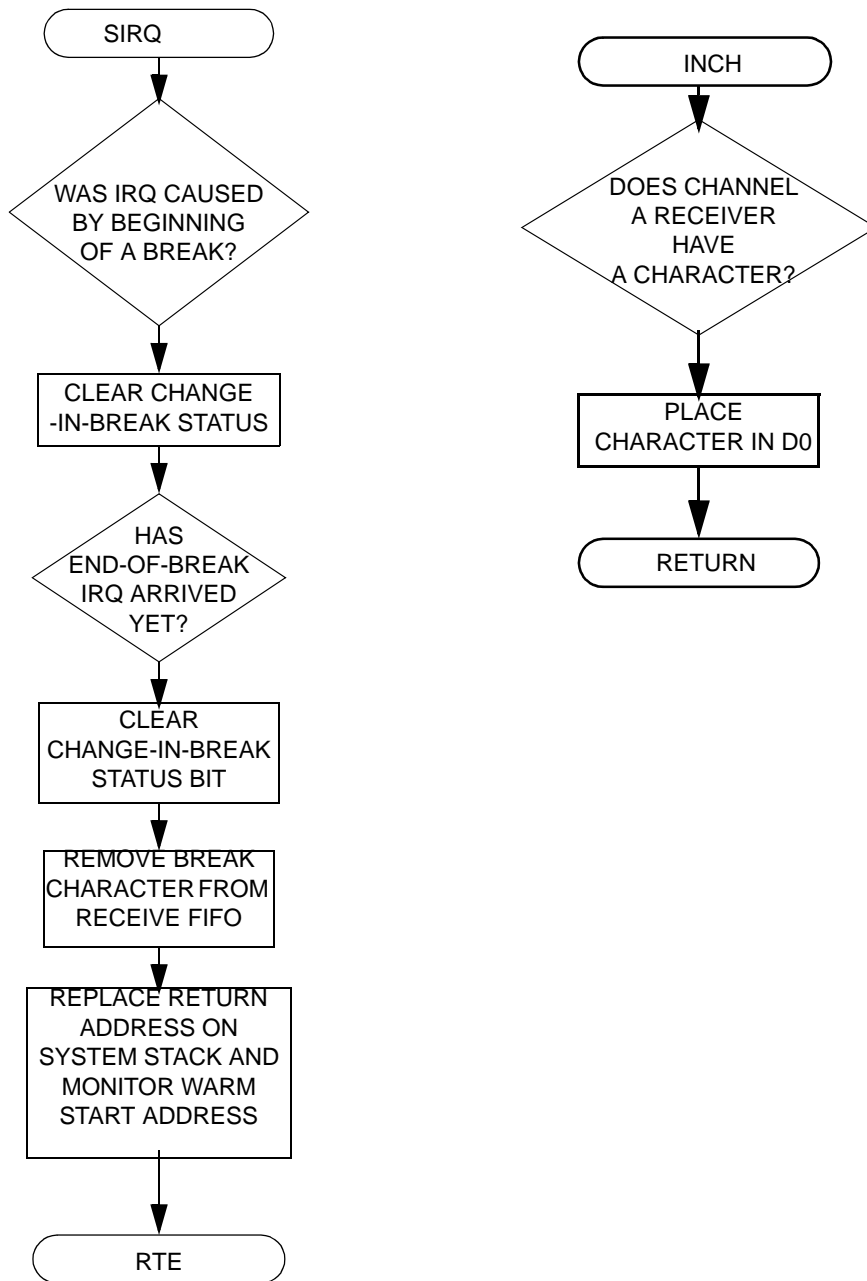 SIRQ
WAS IRQ CAUSED
BY BEGINNING
OF A BREAK?
CLEAR CHANGE
-IN-BREAK STATUS
HAS
END-OF-BREAK
IRQ ARRIVED
YET?
CLEAR
CHANGE-IN-BREAK
STATUS BIT
REMOVE BREAK
CHARACTER FROM
RECEIVE FIFO
REPLACE RETURN
ADDRESS ON
SYSTEM STACK AND
MONITOR WARM
START ADDRESS
RTE
INCH
DOES CHANNEL
A RECEIVER
HAVE
A CHARACTER?
PLACE
CHARACTER IN D0
RETURN